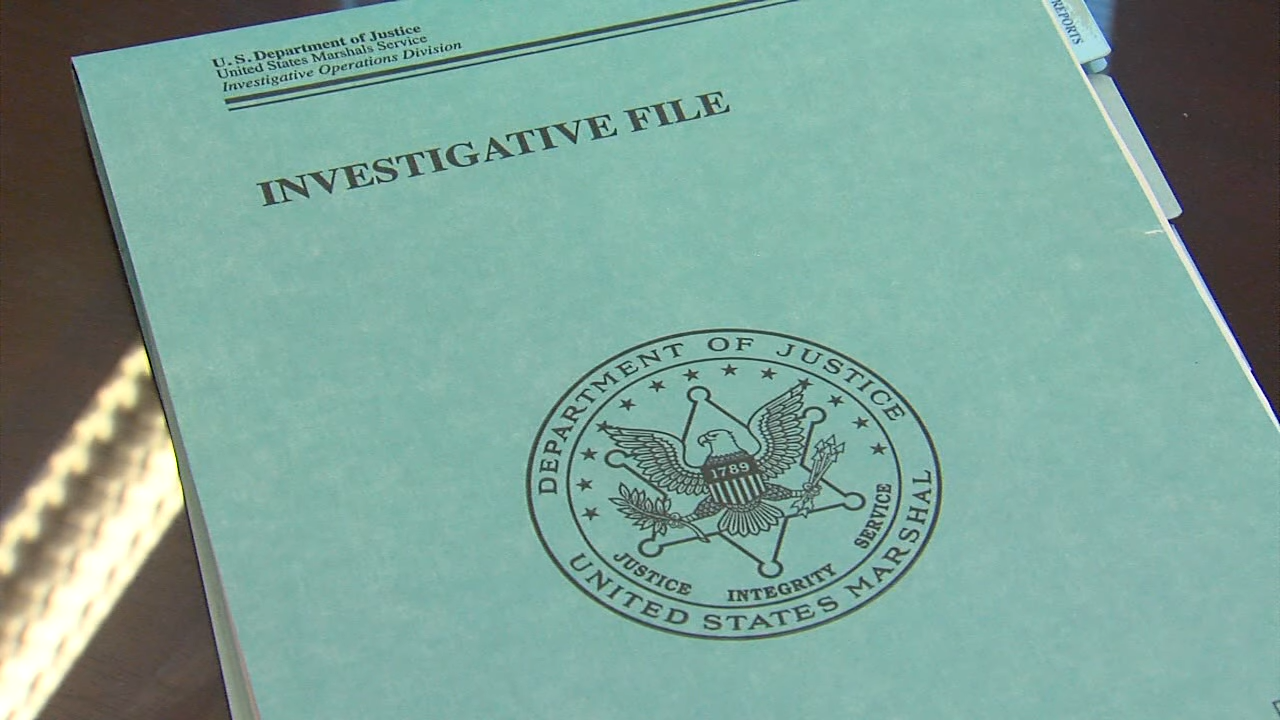 U.S. Department of Justice
United States Marshals Service
Investigative Operations Division
REPORTS
INVESTIGATIVE FILE
DEPARTMENT OF JUSTICE
1789
JUSTICE INTEGRITY SERVICE
UNITED STATES MARSHAL